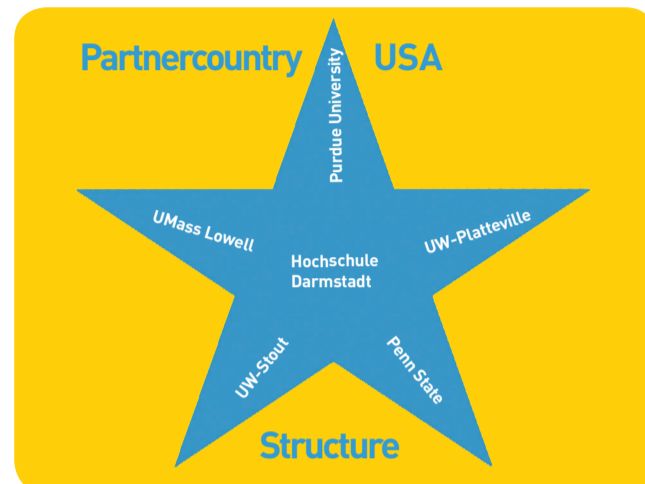 Partnercountry USA
Purdue University
UMass Lowell
UW-Platteville
Hochschule
Darmstadt
UW-Stout
Penn State
Structure